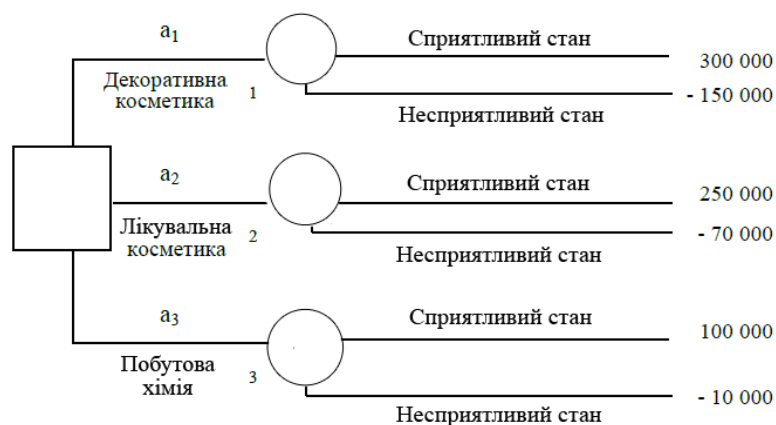 a1
Сприятливий стан
300 000
Декоративна
косметика
1
- 150 000
Несприятливий стан
a2
Сприятливий стан
250 000
Лікувальна
косметика
2
- 70 000
Несприятливий стан
a3
Сприятливий стан
100 000
Побутова
хімія
3
- 10 000
Несприятливий стан